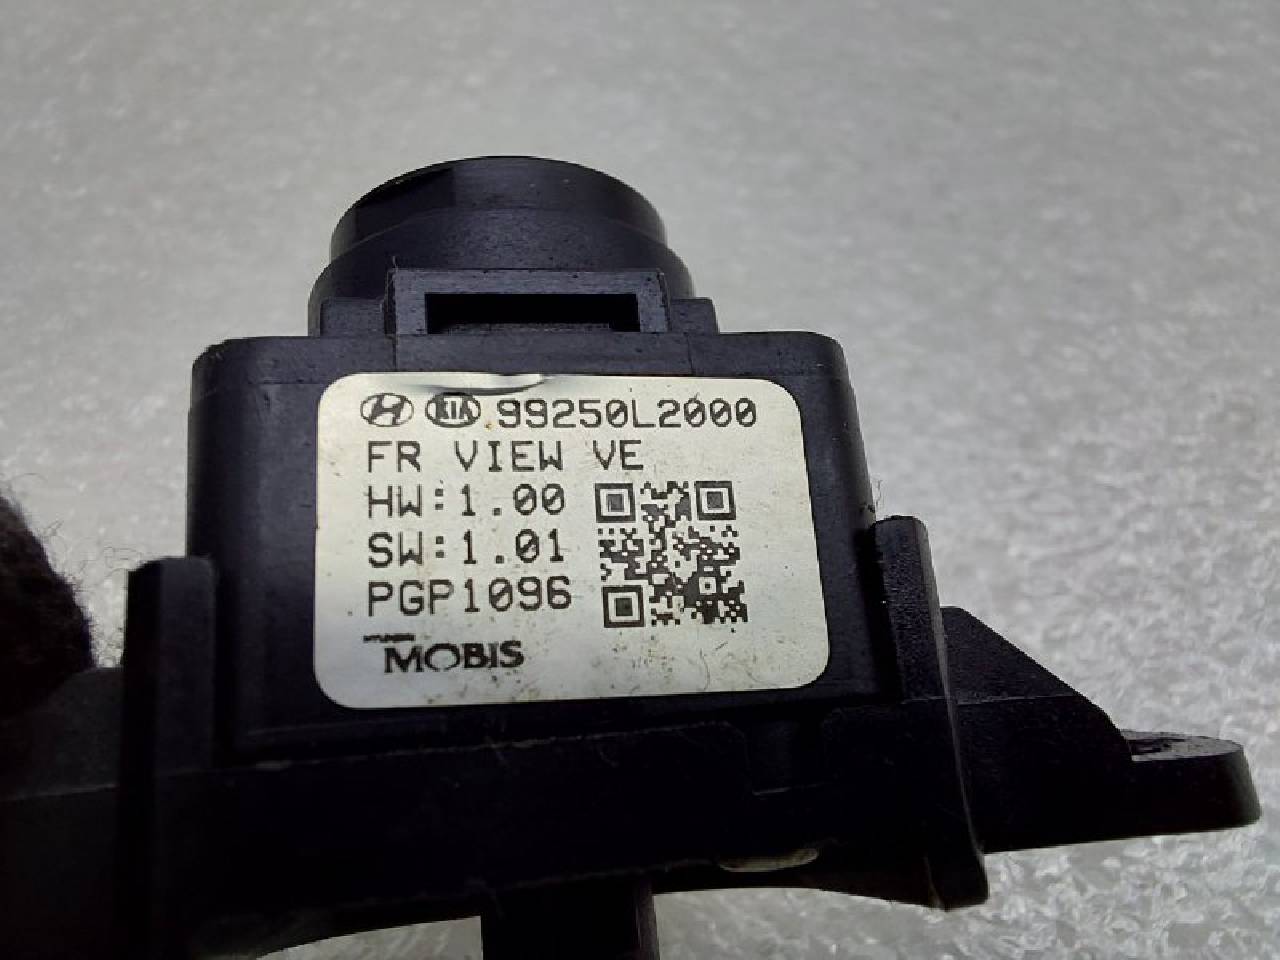 KIA 99250L2000
FR VIEW VE
HW:1.00
SW:1.01
PGP1096
MOBIS